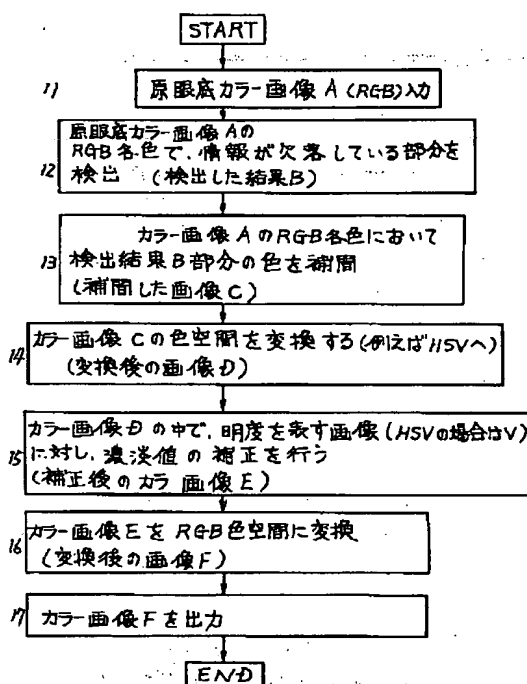 START
11 原眼底カラー画像 A (RGB)入力
原眼底カラー画像Aの
RGB各色で、情報が欠落している部分を
12 検出 (検出した結果B)
カラー画像 AのRGB各色において
13 検出結果B部分の色を補間
(補間した画像C)
カラー画像 Cの色空間を変換する(例えばHSVへ)
14 (変換後の画像D)
カラー画像 Dの中で、明度を表す画像(HSVの場合はV)
15 に対し、濃淡値の補正を行う
(補正後のカラ 画像E)
カラー画像EをRGB色空間に変換
16 (変換後の画像F)
17 カラー画像Fを出力
END